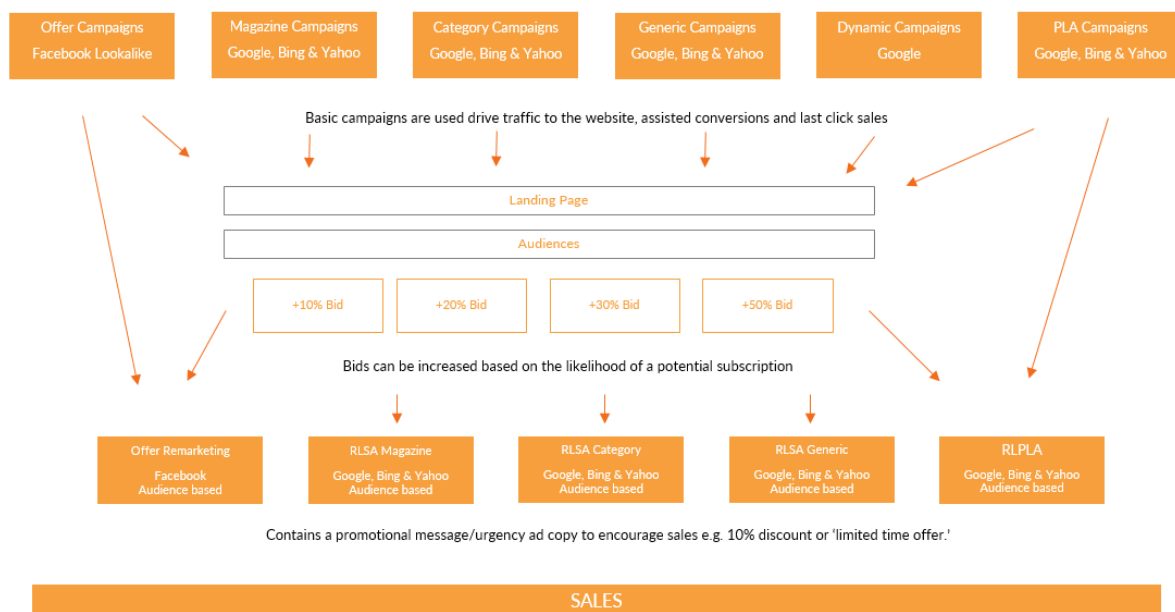 Offer Campaigns
Facebook Lookalike
Magazine Campaigns
Google, Bing & Yahoo
Category Campaigns
Google, Bing & Yahoo
Generic Campaigns
Google, Bing & Yahoo
Dynamic Campaigns
Google
PLA Campaigns
Google, Bing & Yahoo
Basic campaigns are used drive traffic to the website, assisted conversions and last click sales
Landing Page
Audiences
+10% Bid
+20% Bid
+30% Bid
+50% Bid
Bids can be increased based on the likelihood of a potential subscription
Offer Remarketing
Facebook
Audience based
RLSA Magazine
Google, Bing & Yahoo
Audience based
RLSA Category
Google, Bing & Yahoo
Audience based
RLSA Generic
Google, Bing & Yahoo
Audience based
RLPLA
Google, Bing & Yahoo
Audience based
Contains a promotional message/urgency ad copy to encourage sales e.g. 10% discount or ‘limited time offer.’
SALES